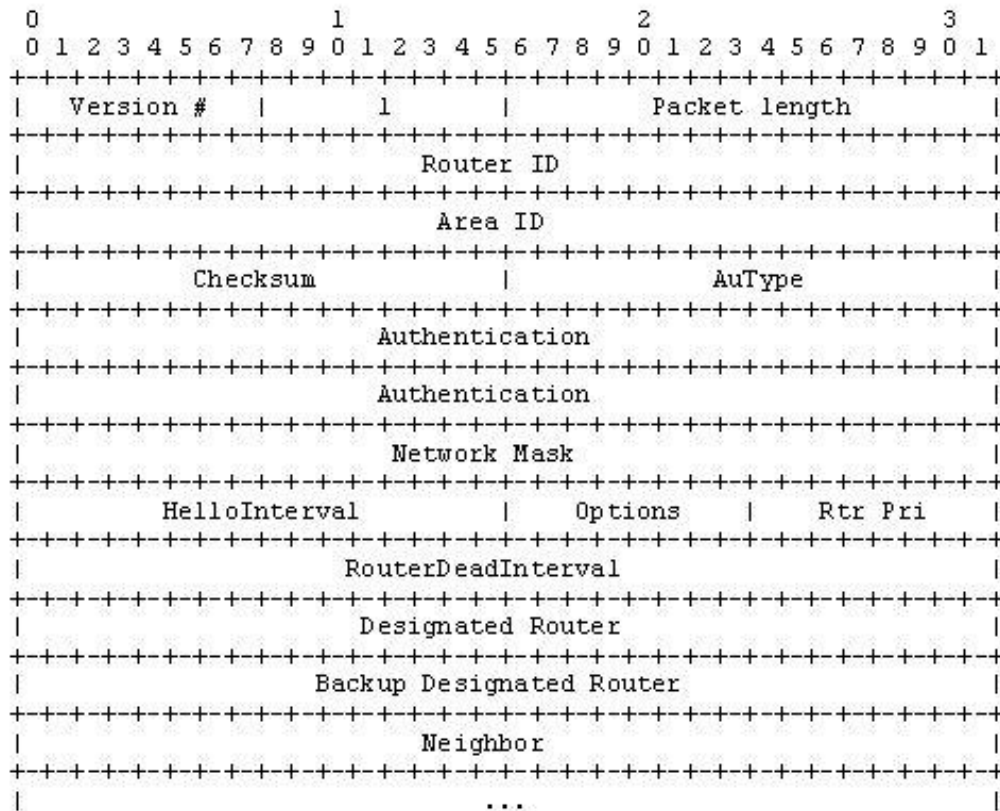 0                   1                   2                   3
0 1 2 3 4 5 6 7 8 9 0 1 2 3 4 5 6 7 8 9 0 1 2 3 4 5 6 7 8 9 0 1
+-+-+-+-+-+-+-+-+-+-+-+-+-+-+-+-+-+-+-+-+-+-+-+-+-+-+-+-+-+-+-+-+
| Version # | 1 | Packet length |
+-+-+-+-+-+-+-+-+-+-+-+-+-+-+-+-+-+-+-+-+-+-+-+-+-+-+-+-+-+-+-+-+
| Router ID |
+-+-+-+-+-+-+-+-+-+-+-+-+-+-+-+-+-+-+-+-+-+-+-+-+-+-+-+-+-+-+-+-+
| Area ID |
+-+-+-+-+-+-+-+-+-+-+-+-+-+-+-+-+-+-+-+-+-+-+-+-+-+-+-+-+-+-+-+-+
| Checksum | AuType |
+-+-+-+-+-+-+-+-+-+-+-+-+-+-+-+-+-+-+-+-+-+-+-+-+-+-+-+-+-+-+-+-+
| Authentication |
+-+-+-+-+-+-+-+-+-+-+-+-+-+-+-+-+-+-+-+-+-+-+-+-+-+-+-+-+-+-+-+-+
| Authentication |
+-+-+-+-+-+-+-+-+-+-+-+-+-+-+-+-+-+-+-+-+-+-+-+-+-+-+-+-+-+-+-+-+
| Network Mask |
+-+-+-+-+-+-+-+-+-+-+-+-+-+-+-+-+-+-+-+-+-+-+-+-+-+-+-+-+-+-+-+-+
| HelloInterval | Options | Rtr Pri |
+-+-+-+-+-+-+-+-+-+-+-+-+-+-+-+-+-+-+-+-+-+-+-+-+-+-+-+-+-+-+-+-+
| RouterDeadInterval |
+-+-+-+-+-+-+-+-+-+-+-+-+-+-+-+-+-+-+-+-+-+-+-+-+-+-+-+-+-+-+-+-+
| Designated Router |
+-+-+-+-+-+-+-+-+-+-+-+-+-+-+-+-+-+-+-+-+-+-+-+-+-+-+-+-+-+-+-+-+
| Backup Designated Router |
+-+-+-+-+-+-+-+-+-+-+-+-+-+-+-+-+-+-+-+-+-+-+-+-+-+-+-+-+-+-+-+-+
| Neighbor |
+-+-+-+-+-+-+-+-+-+-+-+-+-+-+-+-+-+-+-+-+-+-+-+-+-+-+-+-+-+-+-+-+
| ... |